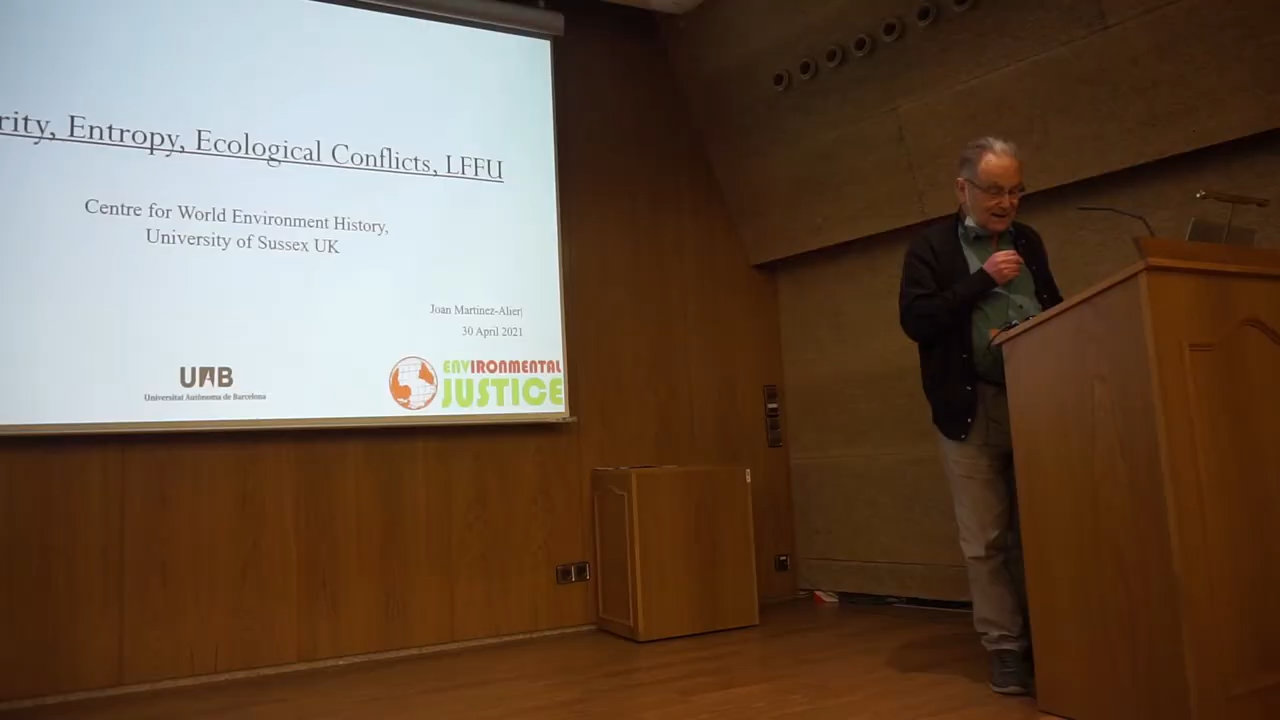 rity, Entropy, Ecological Conflicts, LFFU
Centre for World Environment History,
University of Sussex UK
Joan Martinez-Alier
30 April 2021
UAB
Universitat Autònoma de Barcelona
ENVIRONMENTAL
JUSTICE